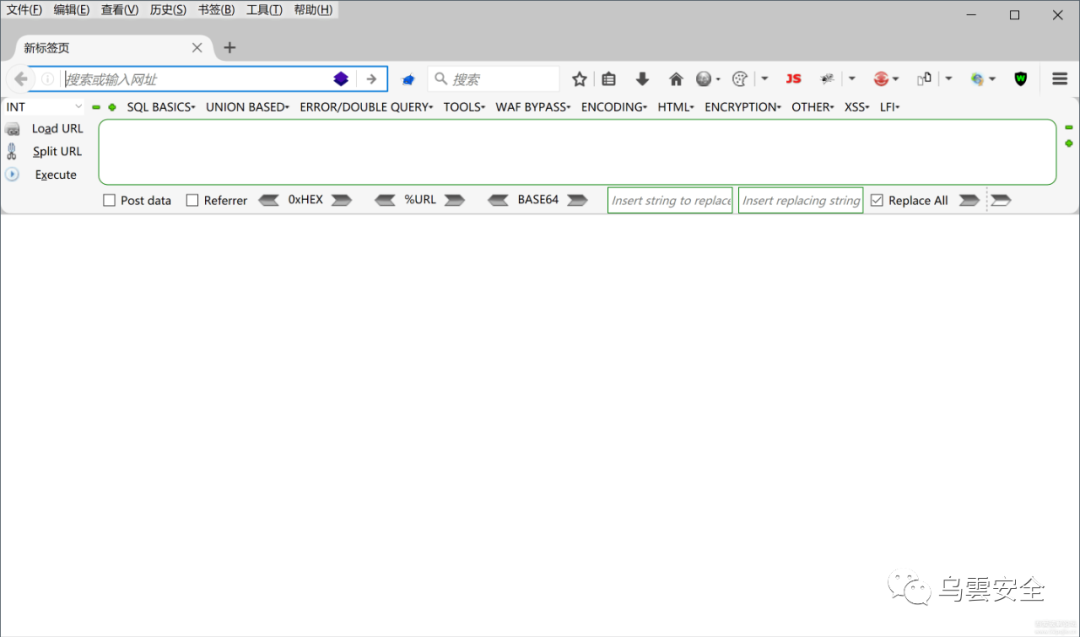 文件(F) 编辑(E) 查看(V) 历史(S) 书签(B) 工具(T) 帮助(H)
新标签页
搜索或输入网址 搜索 JS
INT SQL BASICS UNION BASED ERROR/DOUBLE QUERY TOOLS WAF BYPASS ENCODING HTML ENCRYPTION OTHER XSS LFI
Load URL
Split URL
Execute
Post data Referrer 0xHEX %URL BASE64 Insert string to replac Insert replacing string Replace All
乌雲安全